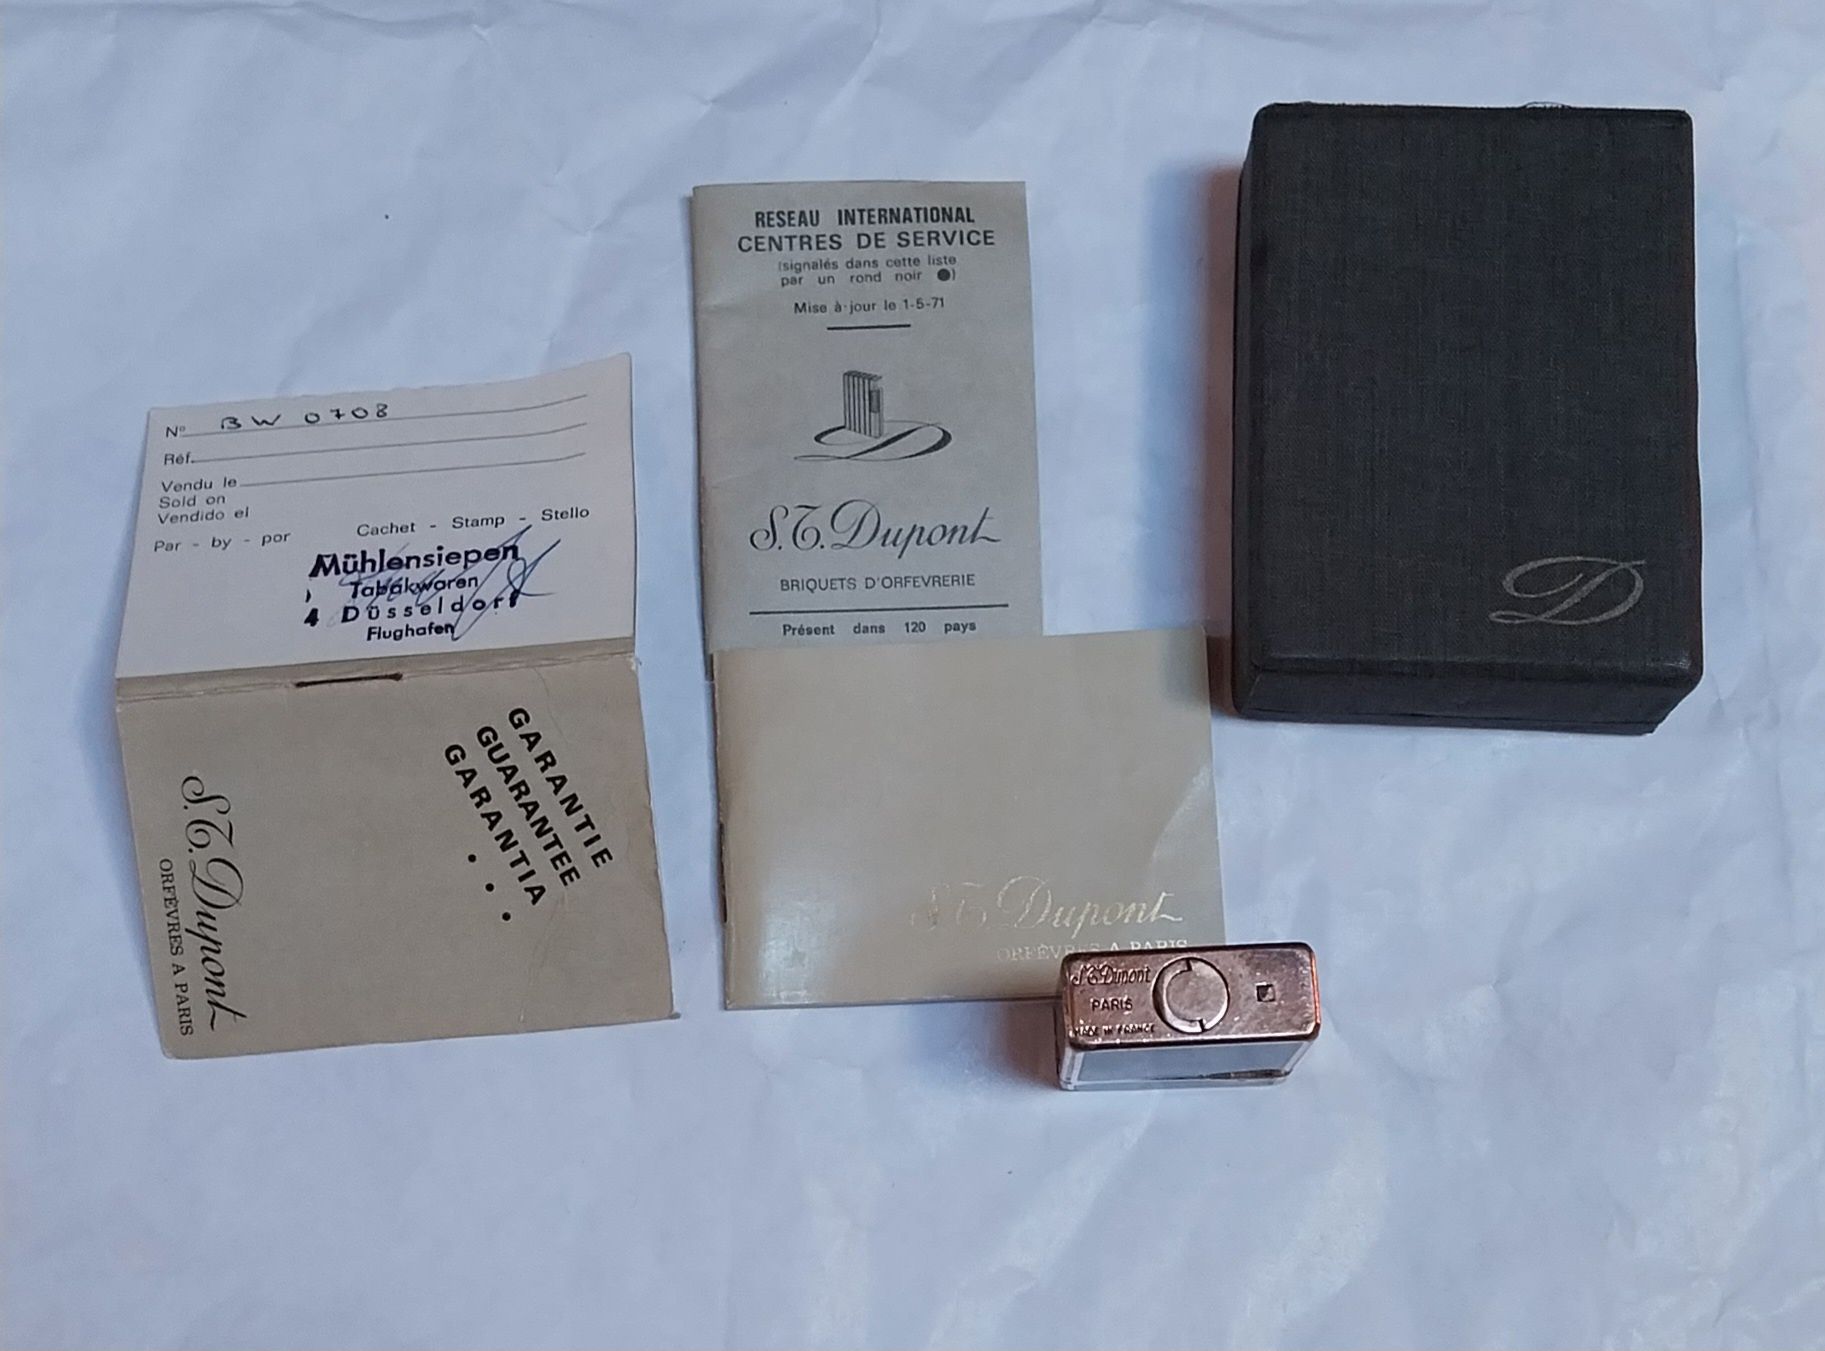 Nº BW 0708
Réf.
Vendu le
Sold on
Vendido el
Par - by - por
Cachet - Stamp - Stello
Mühlensiepen
Tabakwaren
4 Düsseldorf
Flughafen
GARANTIE
GUARANTEE
GARANTIA
S.T. Dupont
ORFÈVRES A PARIS
RESEAU INTERNATIONAL
CENTRES DE SERVICE
(signalés dans cette liste
par un rond noir ●)
Mise à jour le 1-5-71
D
S.T. Dupont
BRIQUETS D'ORFEVRERIE
Présent dans 120 pays
S.T. Dupont
ORFÈVRES A PARIS
S.T. Dupont
PARIS
MADE IN FRANCE
D